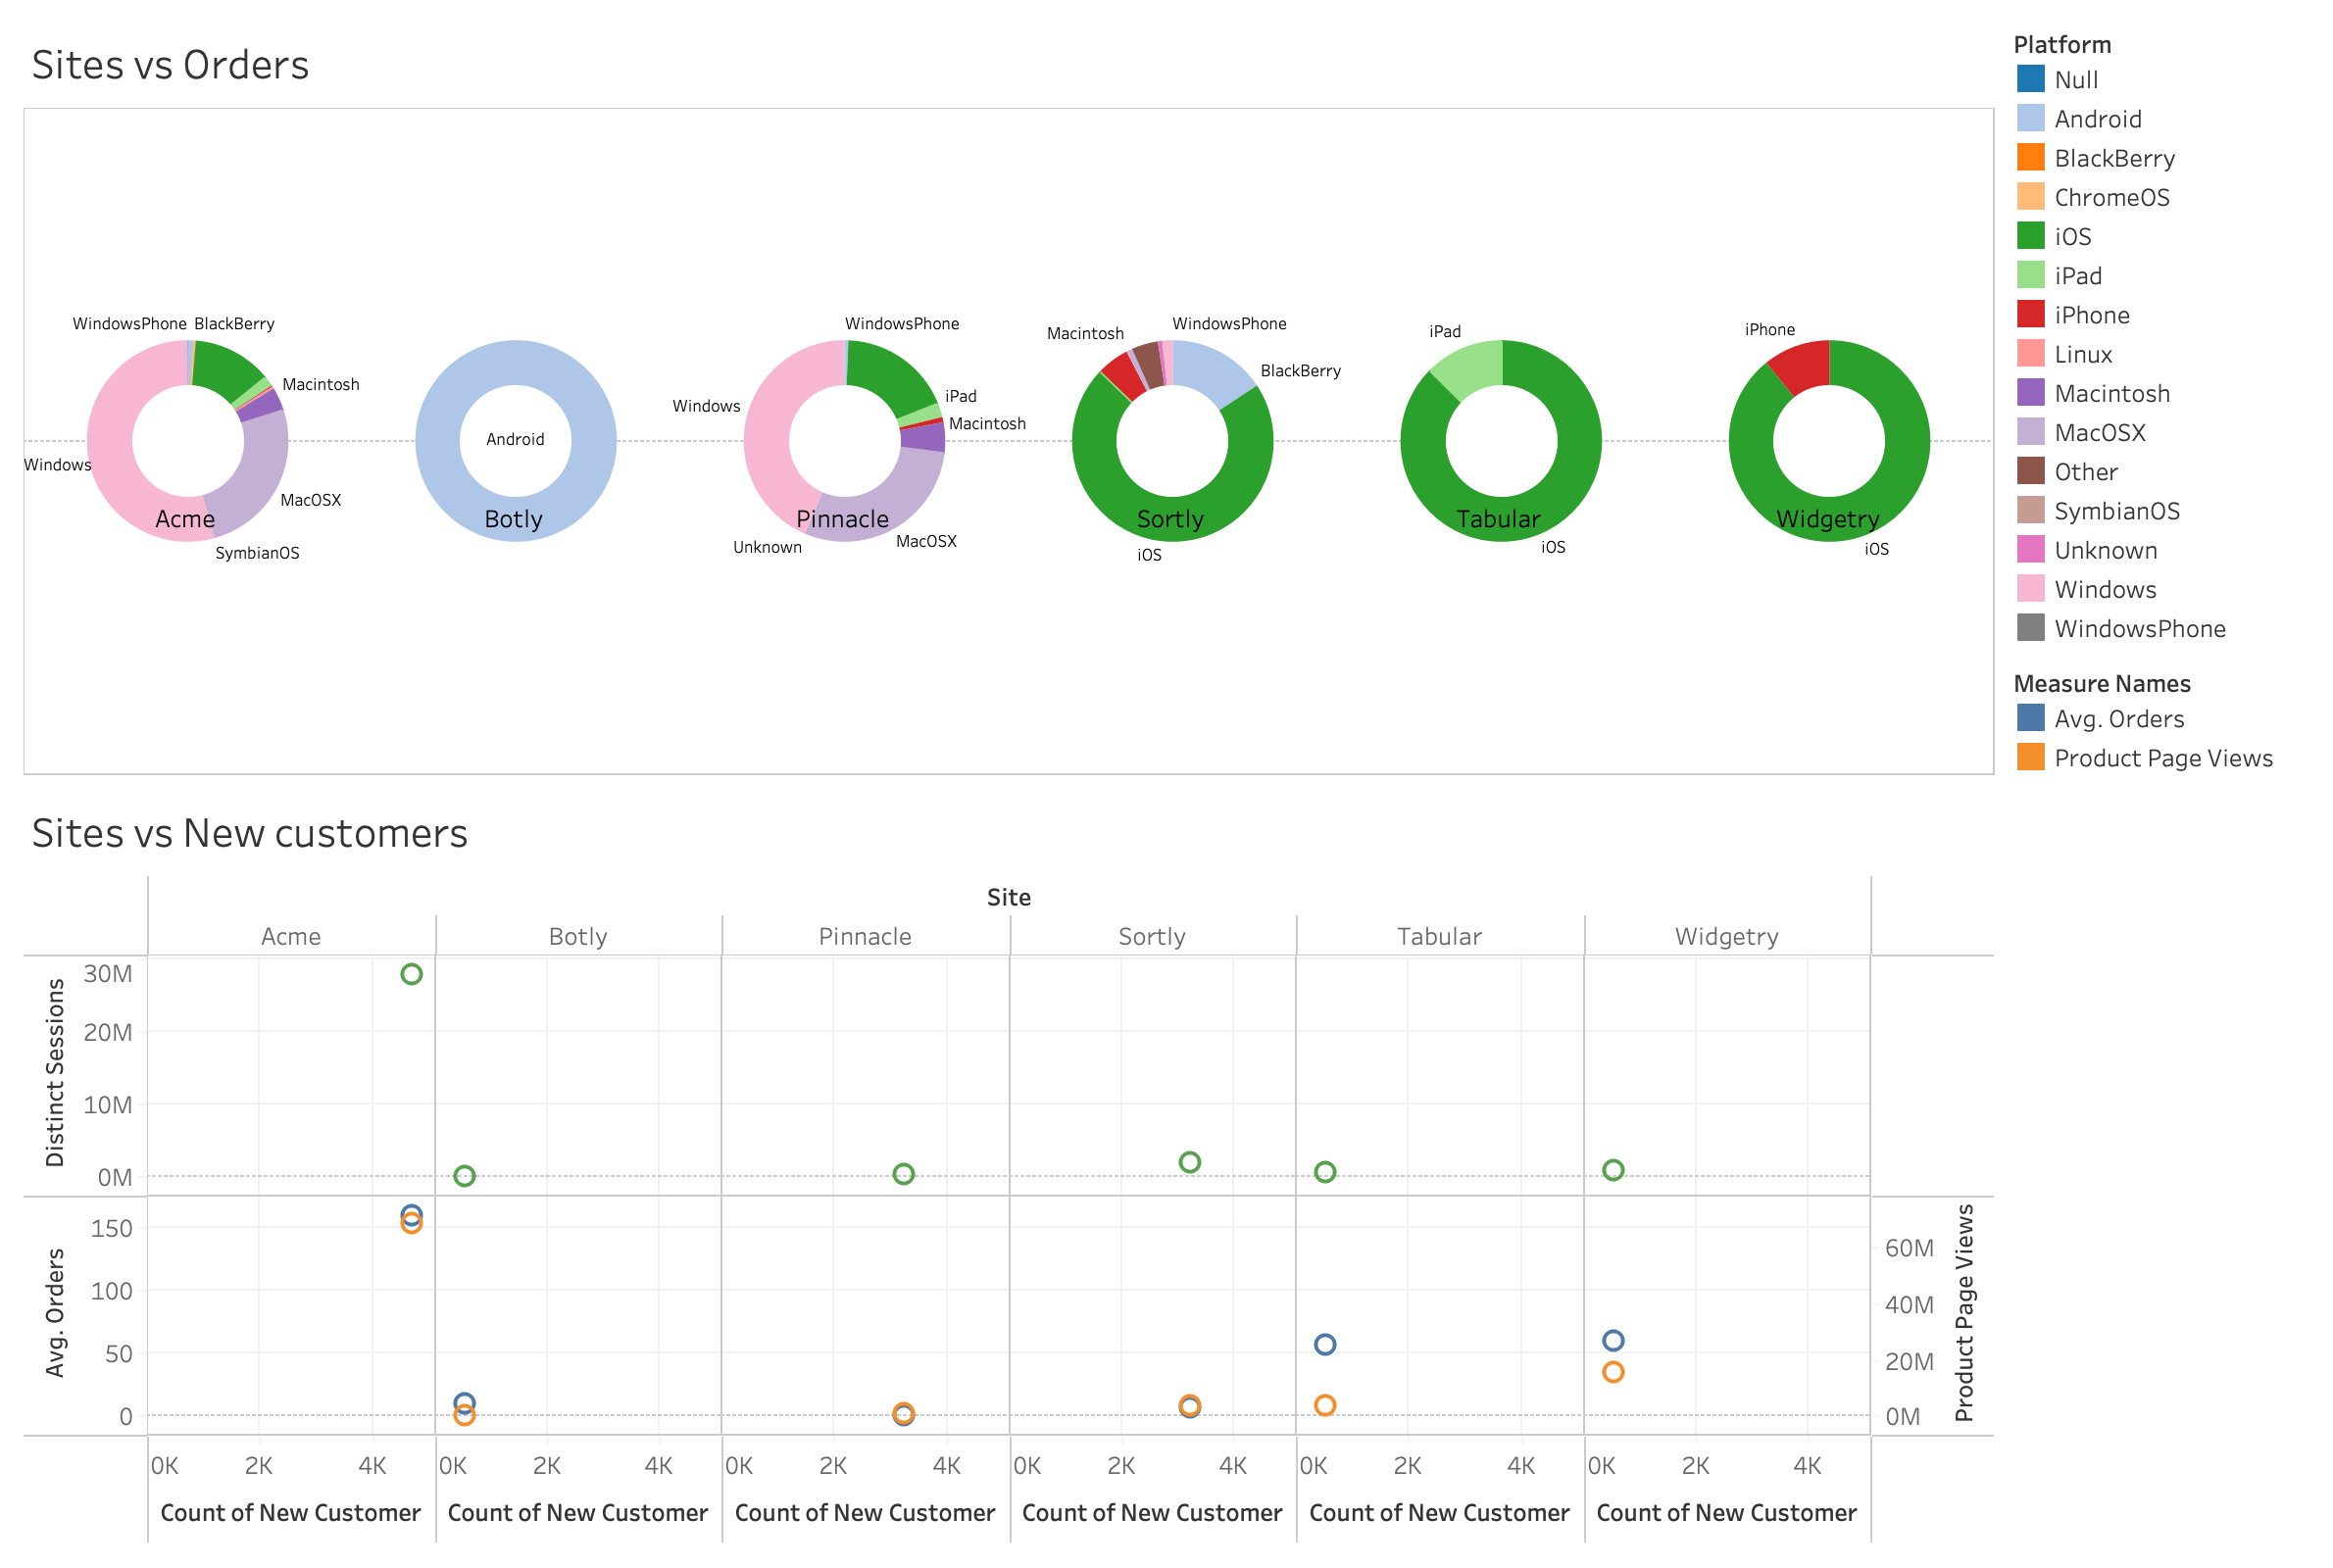 Sites vs Orders
Platform
Null
Android
BlackBerry
ChromeOS
iOS
iPad
iPhone
Linux
Macintosh
MacOSX
Other
SymbianOS
Unknown
Windows
WindowsPhone
Measure Names
Avg. Orders
Product Page Views
WindowsPhone BlackBerry
Macintosh
Windows
MacOSX
Acme
SymbianOS
Android
Botly
WindowsPhone
Windows
iPad
Macintosh
Pinnacle
Unknown
MacOSX
Macintosh
WindowsPhone
BlackBerry
Sortly
iOS
iPad
Tabular
iOS
iPhone
Widgetry
iOS
Sites vs New customers
Site
Acme Botly Pinnacle Sortly Tabular Widgetry
Distinct Sessions
30M
20M
10M
0M
Avg. Orders
150
100
50
0
Product Page Views
60M
40M
20M
0M
0K 2K 4K 0K 2K 4K 0K 2K 4K 0K 2K 4K 0K 2K 4K 0K 2K 4K
Count of New Customer Count of New Customer Count of New Customer Count of New Customer Count of New Customer Count of New Customer